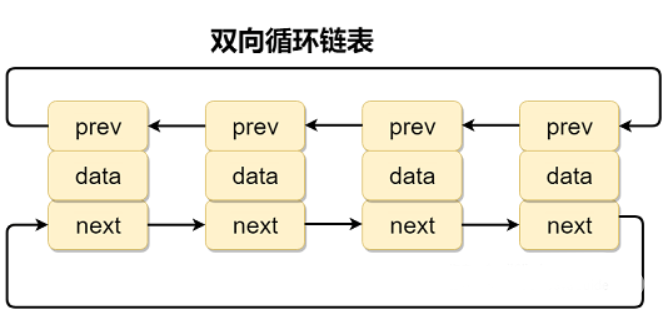 双向循环链表
prev prev prev prev
data data data data
next next next next